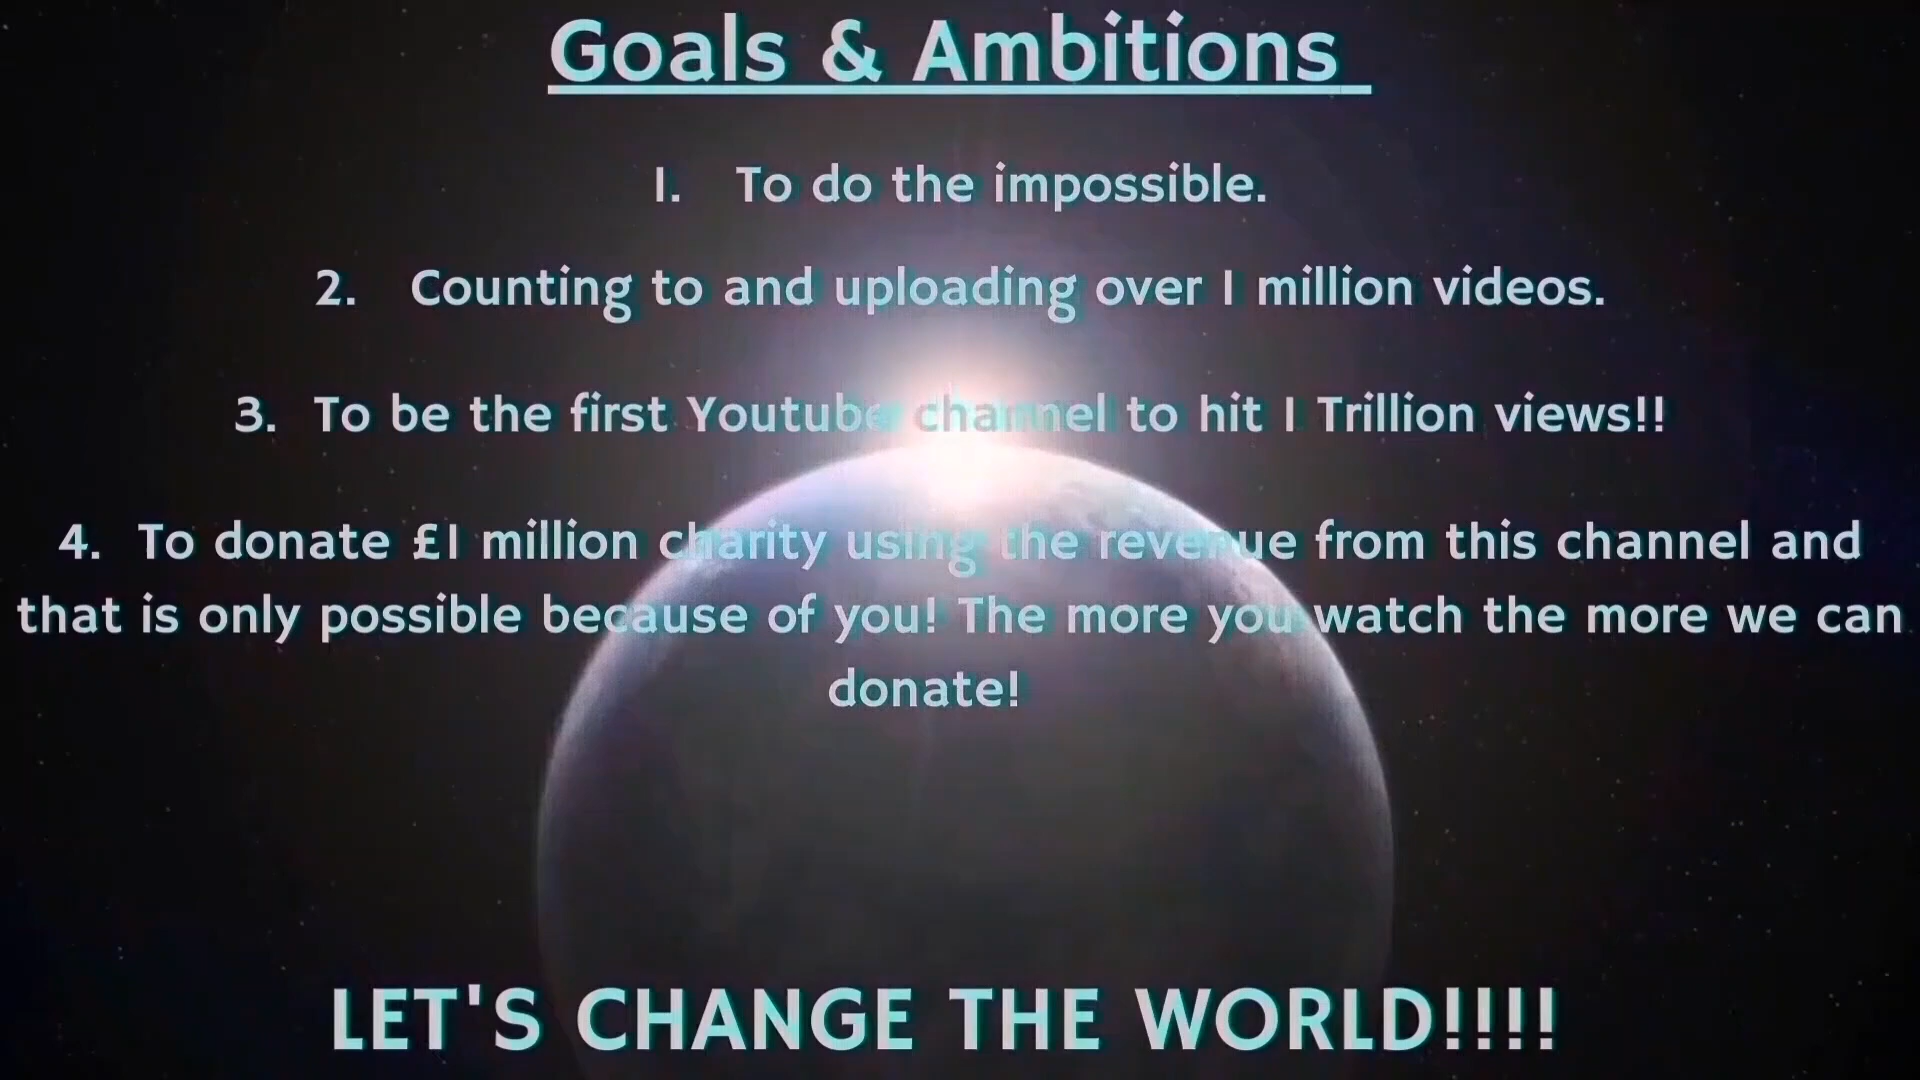 Goals & Ambitions
1. To do the impossible.
2. Counting to and uploading over 1 million videos.
3. To be the first Youtube channel to hit 1 Trillion views!!
4. To donate £1 million charity using the revenue from this channel and
that is only possible because of you! The more you watch the more we can
donate!
LET'S CHANGE THE WORLD!!!!